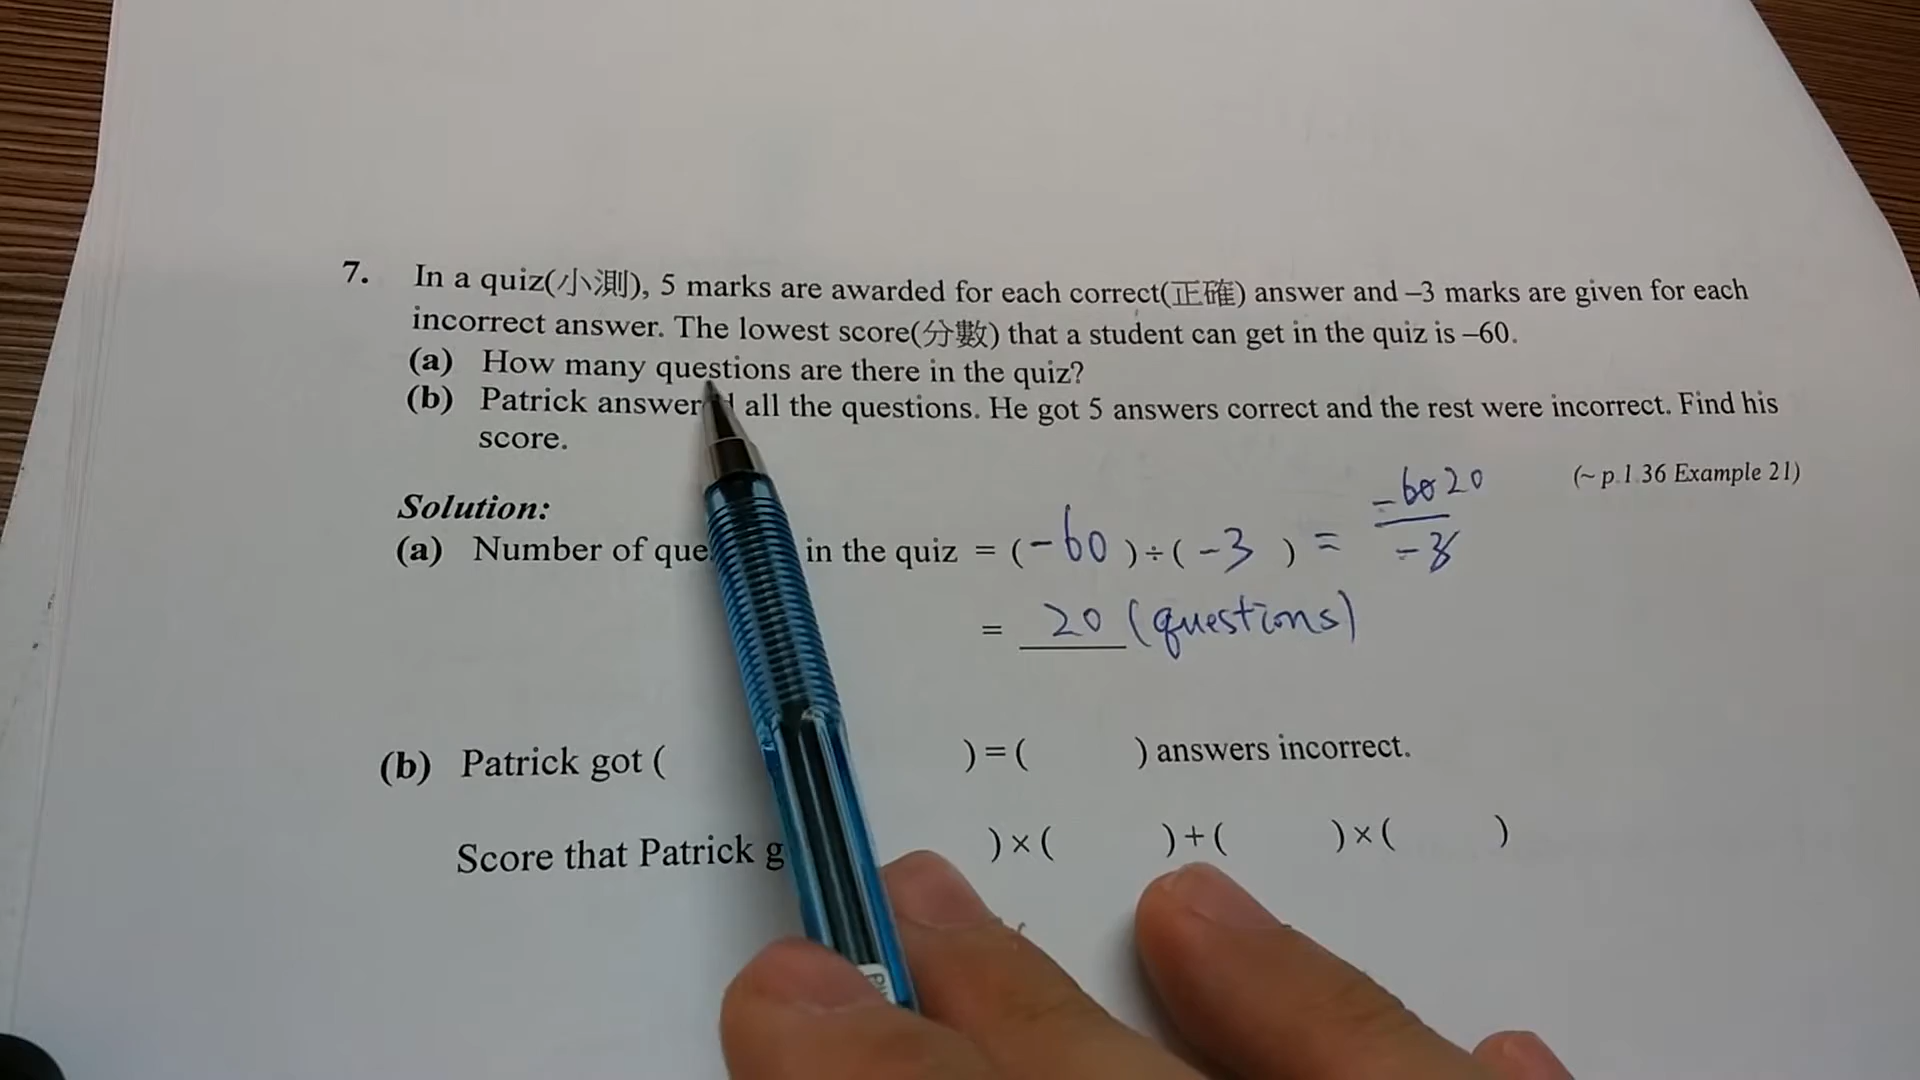 7. In a quiz(小測), 5 marks are awarded for each correct(正確) answer and –3 marks are given for each
incorrect answer. The lowest score(分數) that a student can get in the quiz is –60.
(a) How many questions are there in the quiz?
(b) Patrick answer all the questions. He got 5 answers correct and the rest were incorrect. Find his
score.
(~ p.1.36 Example 21)
Solution:
(a) Number of que in the quiz = (-60) ÷ (-3) = -60 20
-3
= 20 (questions)
(b) Patrick got ( ) = ( ) answers incorrect.
Score that Patrick g ) × ( ) + ( ) × ( )